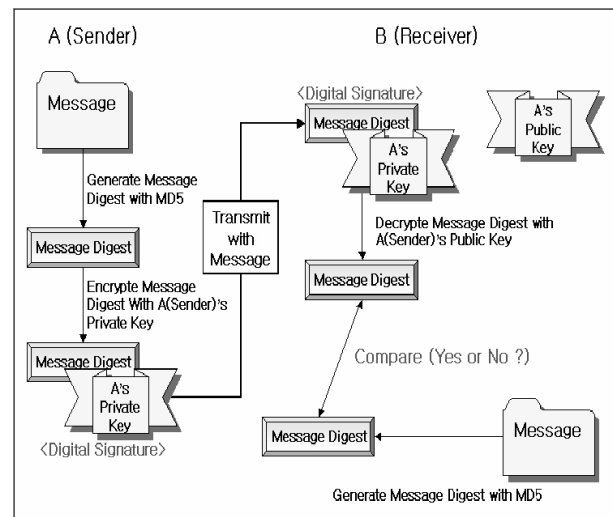 A (Sender)
Message
Generate Message
Digest with MD5
Message Digest
Encrypte Message
Digest With A(Sender)'s
Private Key
Message Digest
A's
Private
Key
<Digital Signature>
Transmit
with
Message
B (Receiver)
<Digital Signature>
Message Digest
A's
Private
Key
A's
Public
Key
Decrypte Message Digest with
A(Sender)'s Public Key
Message Digest
Compare (Yes or No ?)
Message Digest
Message
Generate Message Digest with MD5